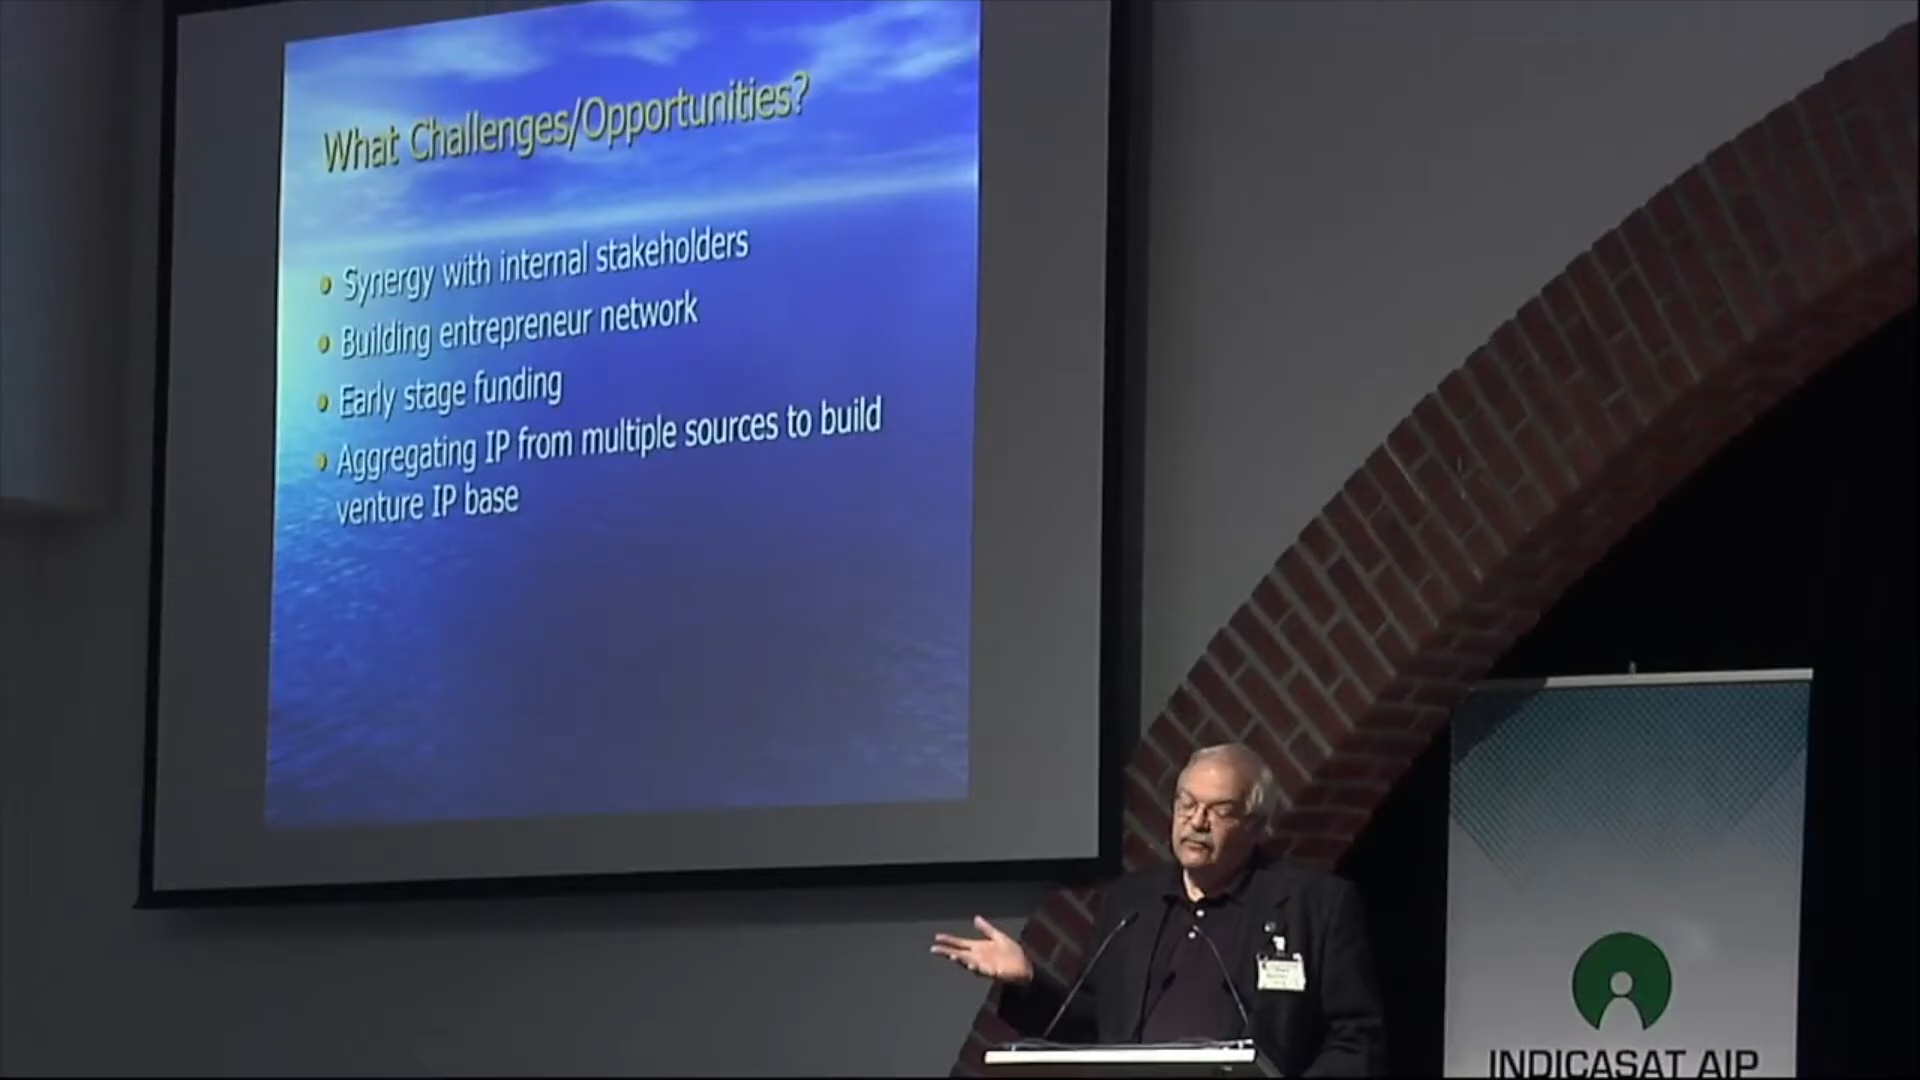 What Challenges/Opportunities?
• Synergy with internal stakeholders
• Building entrepreneur network
• Early stage funding
• Aggregating IP from multiple sources to build
venture IP base
INDICASAT AIP